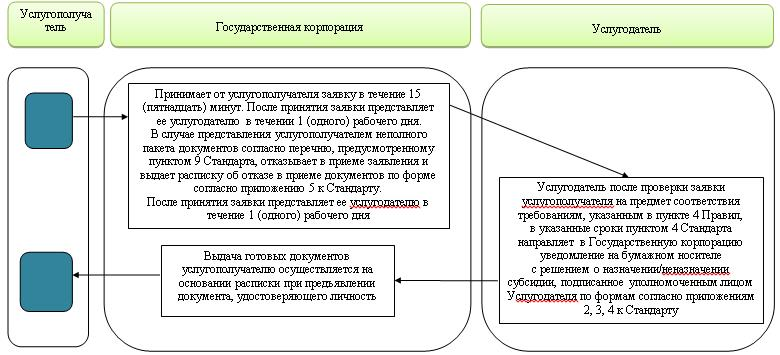 Услугополуча
тель
Государственная корпорация
Услугодатель
Принимает от услугополучателя заявку в течение 15
(пятнадцать) минут. После принятия заявки представляет
ее услугодателю в течении 1 (одного) рабочего дня.
В случае представления услугополучателем неполного
пакета документов согласно перечню, предусмотренному
пунктом 9 Стандарта, отказывает в приеме заявления и
выдает расписку об отказе в приеме документов по форме
согласно приложению 5 к Стандарту.
После принятия заявки представляет ее услугодателю в
течение 1 (одного) рабочего дня
Услугодатель после проверки заявки
услугополучателя на предмет соответствия
требованиям, указанным в пункте 4 Правил,
в указанные сроки пунктом 4 Стандарта
направляет в Государственную корпорацию
уведомление на бумажном носителе
с решением о назначении/неназначении
субсидии, подписанное уполномоченным лицом
Услугодателя по формам согласно приложениям
2, 3, 4 к Стандарту
Выдача готовых документов
услугополучателю осуществляется на
основании расписки при предъявлении
документа, удостоверяющего личность